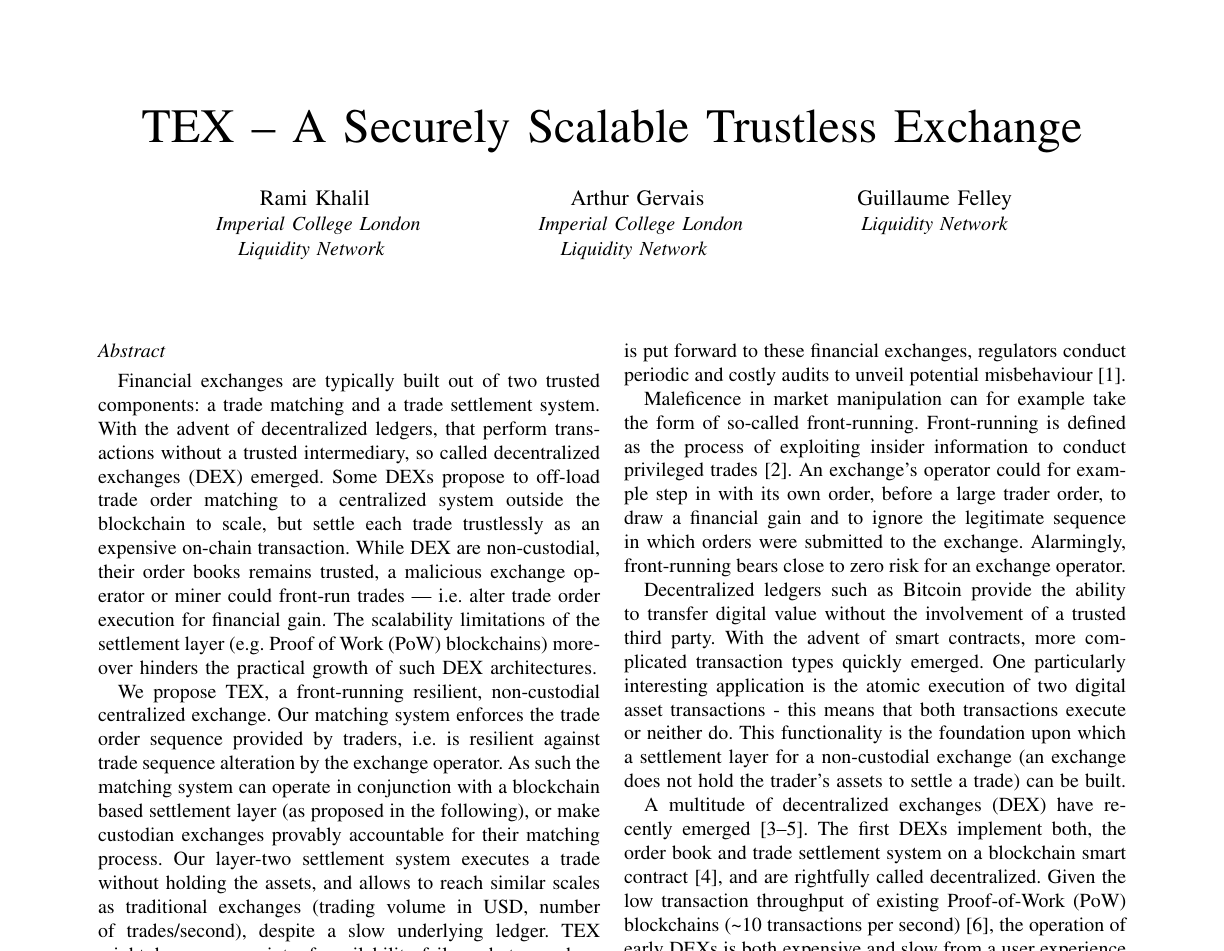 TEX – A Securely Scalable Trustless Exchange
Rami Khalil
Imperial College London
Liquidity Network
Arthur Gervais
Imperial College London
Liquidity Network
Guillaume Felley
Liquidity Network
Abstract
Financial exchanges are typically built out of two trusted
components: a trade matching and a trade settlement system.
With the advent of decentralized ledgers, that perform trans-
actions without a trusted intermediary, so called decentralized
exchanges (DEX) emerged. Some DEXs propose to off-load
trade order matching to a centralized system outside the
blockchain to scale, but settle each trade trustlessly as an
expensive on-chain transaction. While DEX are non-custodial,
their order books remains trusted, a malicious exchange op-
erator or miner could front-run trades — i.e. alter trade order
execution for financial gain. The scalability limitations of the
settlement layer (e.g. Proof of Work (PoW) blockchains) more-
over hinders the practical growth of such DEX architectures.
We propose TEX, a front-running resilient, non-custodial
centralized exchange. Our matching system enforces the trade
order sequence provided by traders, i.e. is resilient against
trade sequence alteration by the exchange operator. As such the
matching system can operate in conjunction with a blockchain
based settlement layer (as proposed in the following), or make
custodian exchanges provably accountable for their matching
process. Our layer-two settlement system executes a trade
without holding the assets, and allows to reach similar scales
as traditional exchanges (trading volume in USD, number
of trades/second), despite a slow underlying ledger. TEX
is put forward to these financial exchanges, regulators conduct
periodic and costly audits to unveil potential misbehaviour [1].
Maleficence in market manipulation can for example take
the form of so-called front-running. Front-running is defined
as the process of exploiting insider information to conduct
privileged trades [2]. An exchange's operator could for exam-
ple step in with its own order, before a large trader order, to
draw a financial gain and to ignore the legitimate sequence
in which orders were submitted to the exchange. Alarmingly,
front-running bears close to zero risk for an exchange operator.
Decentralized ledgers such as Bitcoin provide the ability
to transfer digital value without the involvement of a trusted
third party. With the advent of smart contracts, more com-
plicated transaction types quickly emerged. One particularly
interesting application is the atomic execution of two digital
asset transactions - this means that both transactions execute
or neither do. This functionality is the foundation upon which
a settlement layer for a non-custodial exchange (an exchange
does not hold the trader's assets to settle a trade) can be built.
A multitude of decentralized exchanges (DEX) have re-
cently emerged [3–5]. The first DEXs implement both, the
order book and trade settlement system on a blockchain smart
contract [4], and are rightfully called decentralized. Given the
low transaction throughput of existing Proof-of-Work (PoW)
blockchains (~10 transactions per second) [6], the operation of
early DEXs is both expensive and slow from a user experience